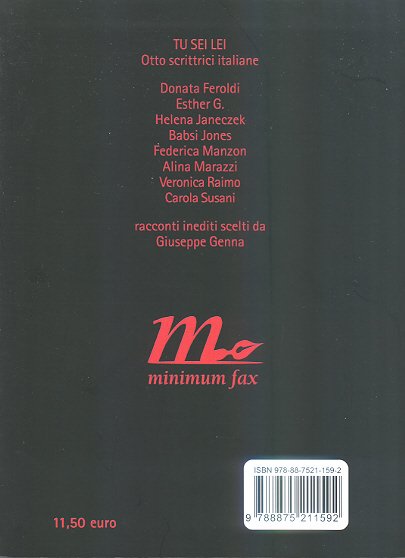 TU SEI LEI
Otto scrittrici italiane
Donata Feroldi
Esther G.
Helena Janeczek
Babsi Jones
Federica Manzon
Alina Marazzi
Veronica Raimo
Carola Susani
racconti inediti scelti da
Giuseppe Genna
minimum fax
ISBN 978-88-7521-159-2
9 788875 211592
11,50 euro